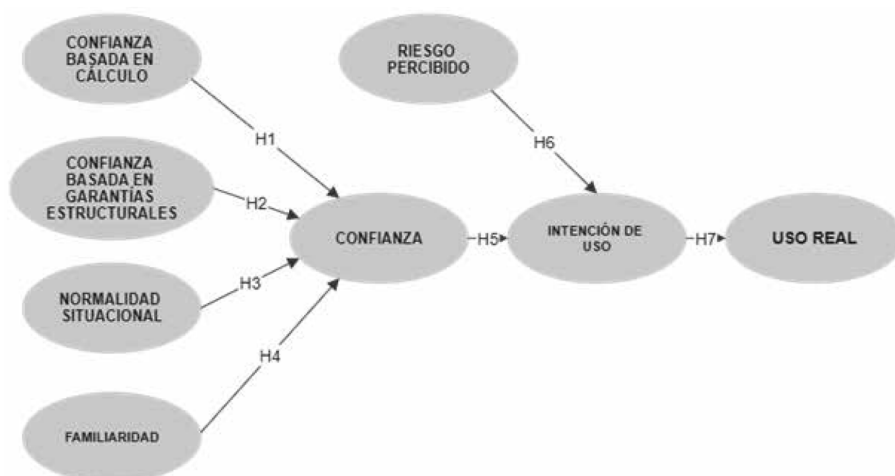 CONFIANZA
BASADA EN
CÁLCULO
RIESGO
PERCIBIDO
H1
H6
CONFIANZA
BASADA EN
GARANTÍAS
ESTRUCTURALES
H2
CONFIANZA
H5
INTENCIÓN DE
USO
H7
USO REAL
H3
NORMALIDAD
SITUACIONAL
H4
FAMILIARIDAD